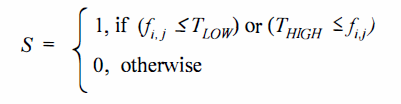 S = { 1, if (f_{i,j} ≤ T_{LOW}) or (T_{HIGH} ≤ f_{i,j})
0, otherwise